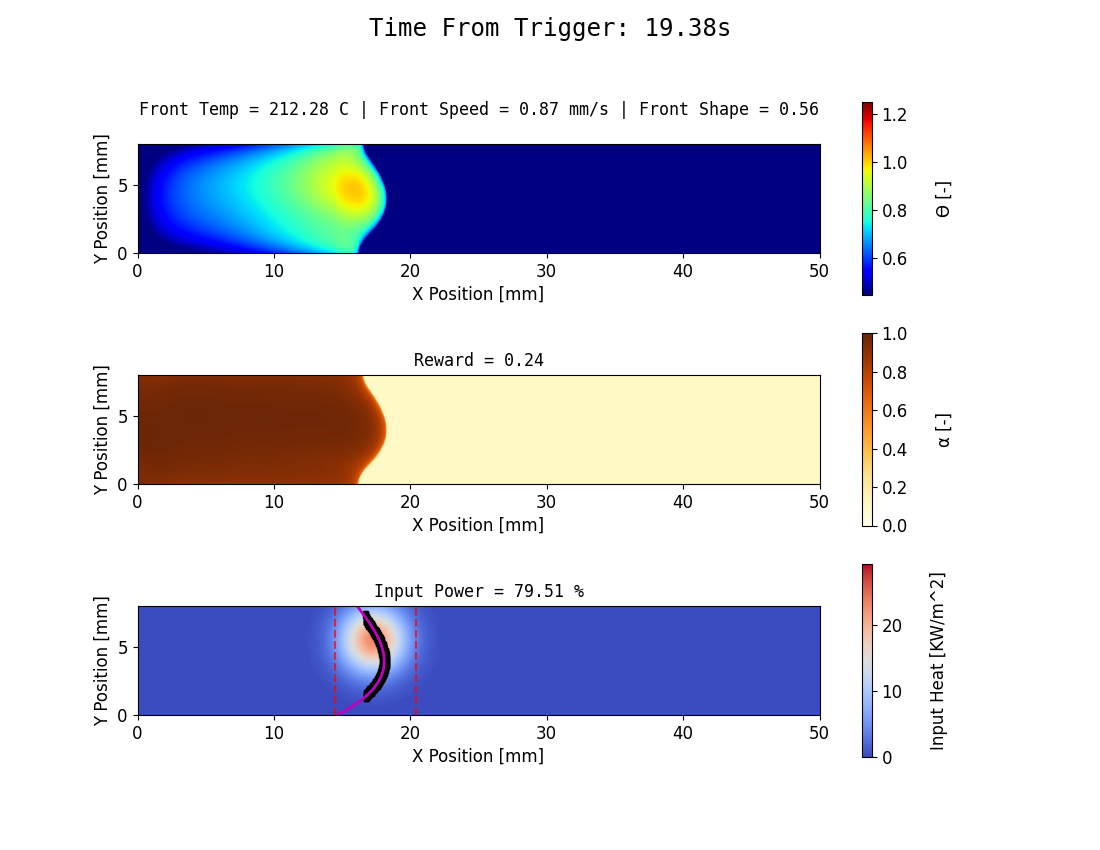 Time From Trigger: 19.38s
Front Temp = 212.28 C | Front Speed = 0.87 mm/s | Front Shape = 0.56
Y Position [mm]
5
0
0 10 20 30 40 50
X Position [mm]
1.2
1.0
0.8
0.6
Θ [-]
Reward = 0.24
Y Position [mm]
5
0
0 10 20 30 40 50
X Position [mm]
1.0
0.8
0.6
0.4
0.2
0.0
α [-]
Input Power = 79.51 %
Y Position [mm]
5
0
0 10 20 30 40 50
X Position [mm]
20
10
0
Input Heat [KW/m^2]